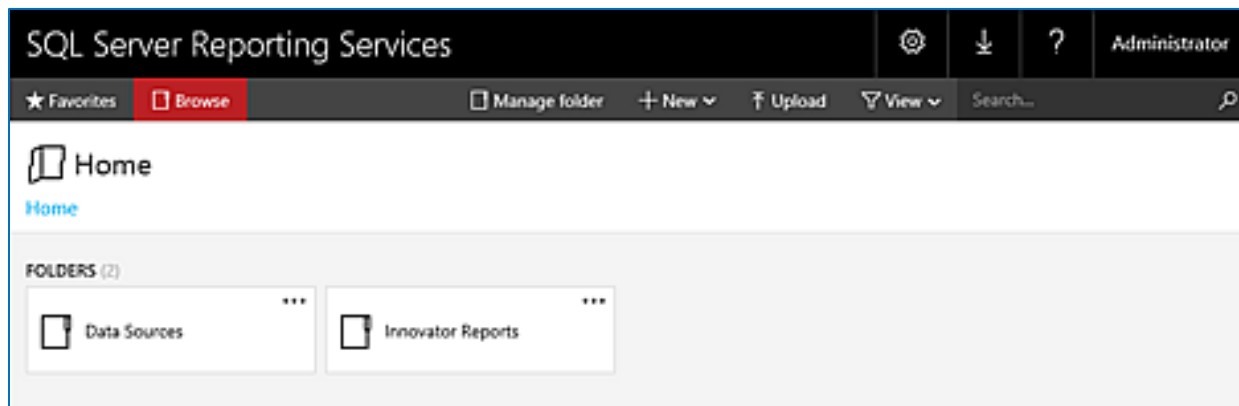 SQL Server Reporting Services ? Administrator
Favorites Browse Manage folder New Upload View Search...
Home
Home
FOLDERS (2)
Data Sources Innovator Reports